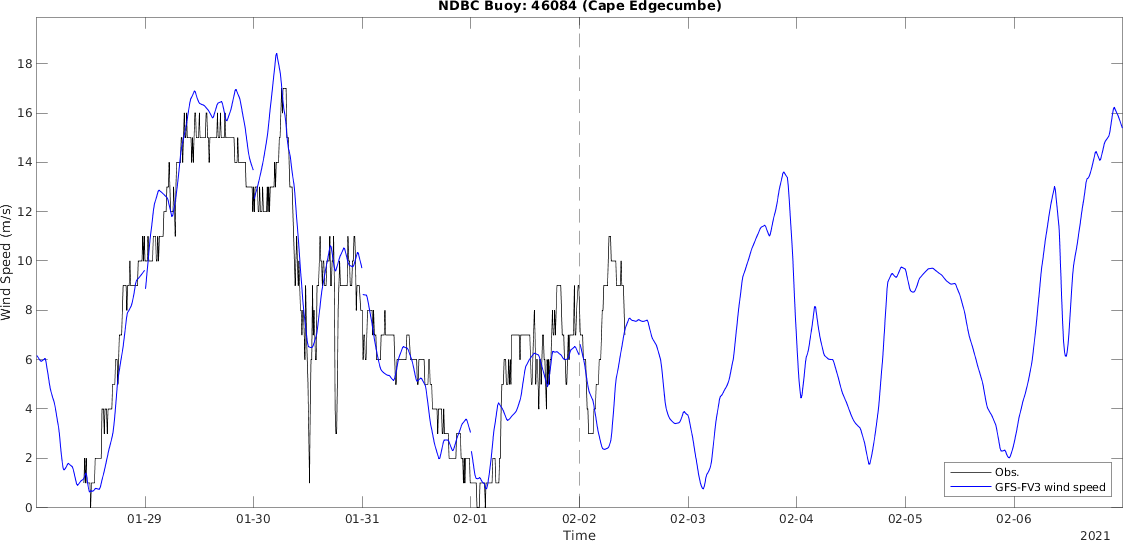 NDBC Buoy: 46084 (Cape Edgecumbe)
18
16
14
12
10
8
6
4
2
0
Wind Speed (m/s)
Obs.
GFS-FV3 wind speed
01-29 01-30 01-31 02-01 02-02 02-03 02-04 02-05 02-06
Time
2021